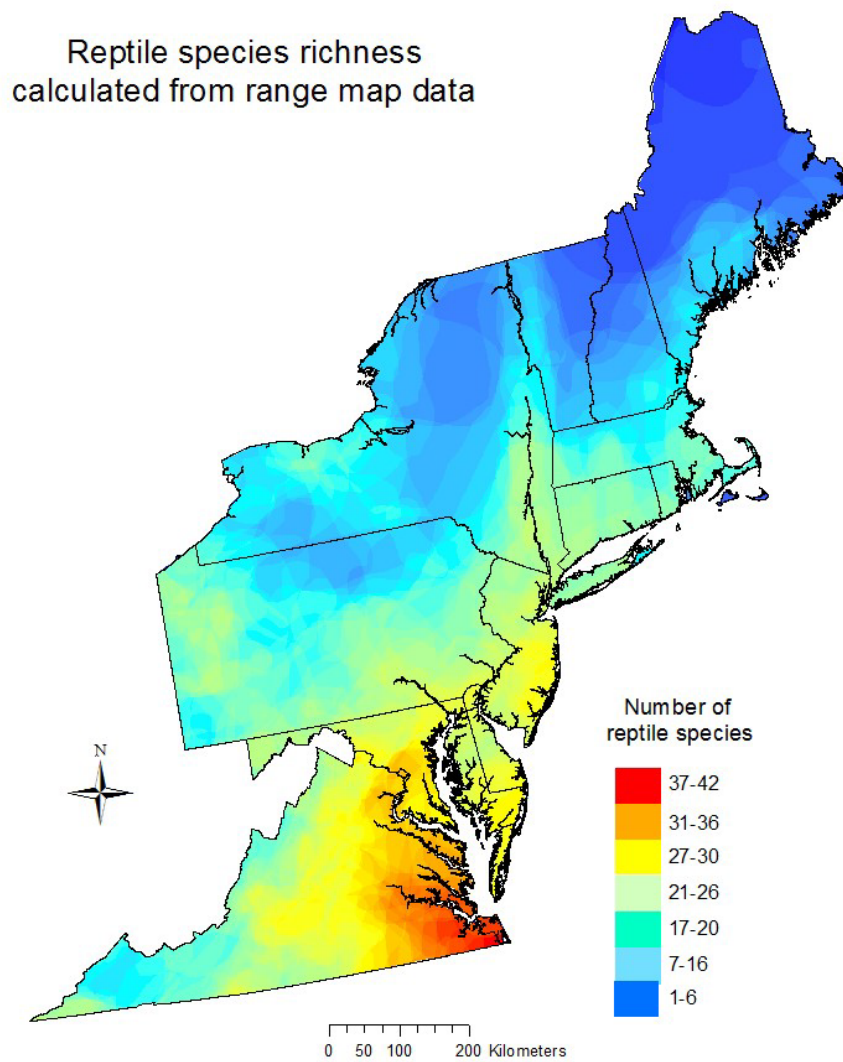 Reptile species richness
calculated from range map data
Number of
reptile species
N
37-42
31-36
27-30
21-26
17-20
7-16
1-6
0 50 100 200 Kilometers